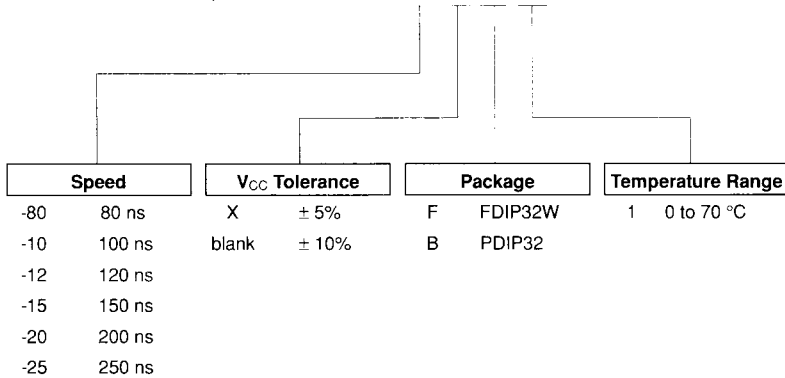 Speed VCC Tolerance Package Temperature Range
-80 80 ns X ± 5% F FDIP32W 1 0 to 70 °C
-10 100 ns blank ± 10% B PDIP32
-12 120 ns
-15 150 ns
-20 200 ns
-25 250 ns